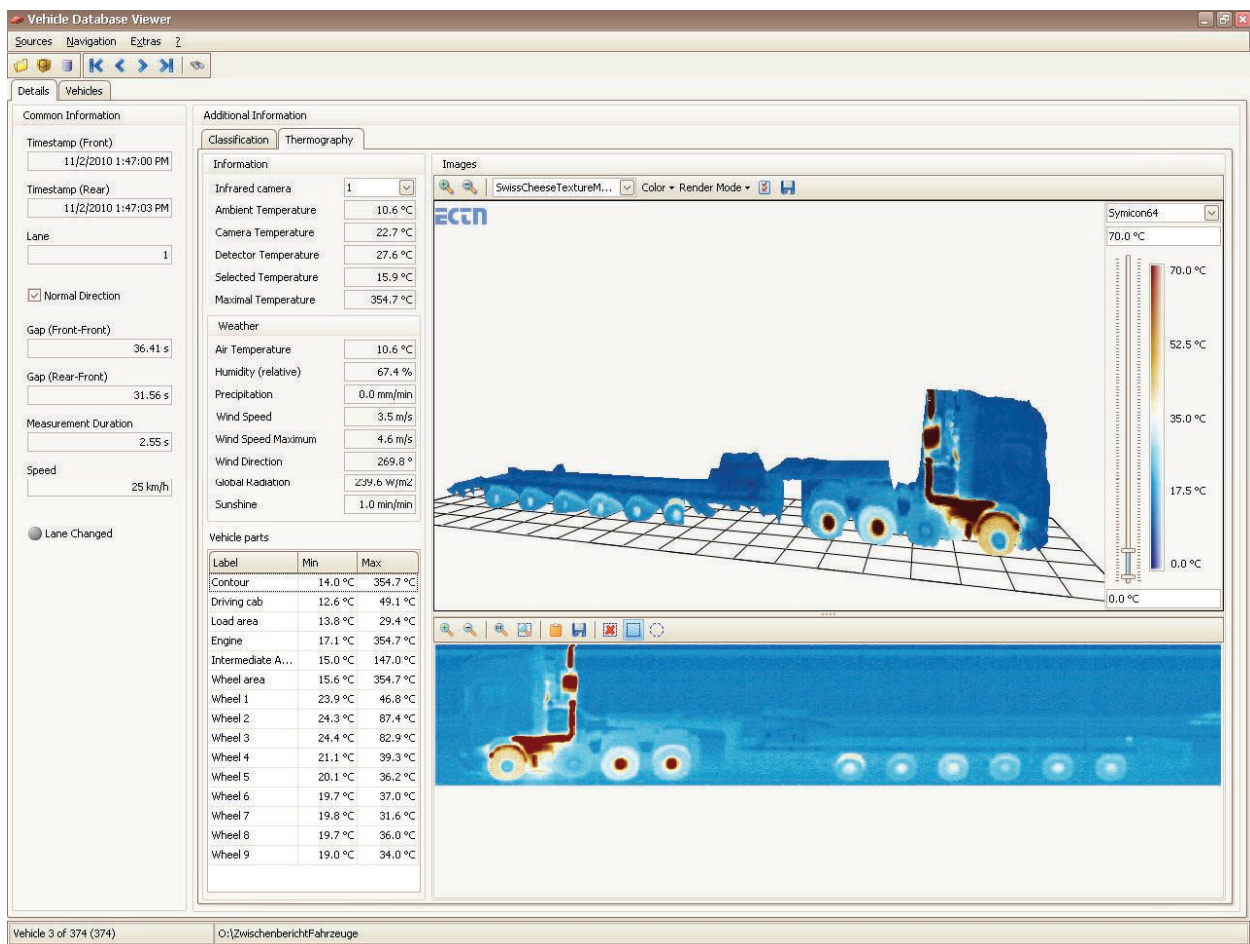 Vehicle Database Viewer
Sources Navigation Extras ?
Details Vehicles
Common Information
Timestamp (Front)
11/2/2010 1:47:00 PM
Timestamp (Rear)
11/2/2010 1:47:03 PM
Lane
1
Normal Direction
Gap (Front-Front)
36.41 s
Gap (Rear-Front)
31.56 s
Measurement Duration
2.55 s
Speed
25 km/h
Lane Changed
Additional Information
Classification Thermography
Information
Infrared camera 1
Ambient Temperature 10.6 °C
Camera Temperature 22.7 °C
Detector Temperature 27.6 °C
Selected Temperature 15.9 °C
Maximal Temperature 354.7 °C
Weather
Air Temperature 10.6 °C
Humidity (relative) 67.4 %
Precipitation 0.0 mm/min
Wind Speed 3.5 m/s
Wind Speed Maximum 4.6 m/s
Wind Direction 269.8 °
Global Radiation 239.6 W/m2
Sunshine 1.0 min/min
Vehicle parts
Label Min Max
Contour 14.0 °C 354.7 °C
Driving cab 12.6 °C 49.1 °C
Load area 13.8 °C 29.4 °C
Engine 17.1 °C 354.7 °C
Intermediate A... 15.0 °C 147.0 °C
Wheel area 15.6 °C 354.7 °C
Wheel 1 23.9 °C 46.8 °C
Wheel 2 24.3 °C 87.4 °C
Wheel 3 24.4 °C 82.9 °C
Wheel 4 21.1 °C 39.3 °C
Wheel 5 20.1 °C 36.2 °C
Wheel 6 19.7 °C 37.0 °C
Wheel 7 19.8 °C 31.6 °C
Wheel 8 19.7 °C 36.0 °C
Wheel 9 19.0 °C 34.0 °C
Images
SwissCheeseTextureM... Color Render Mode
ECTN
Symicon64
70.0 °C
70.0 °C
52.5 °C
35.0 °C
17.5 °C
0.0 °C
0.0 °C
Vehicle 3 of 374 (374) O:\ZwischenberichtFahrzeuge